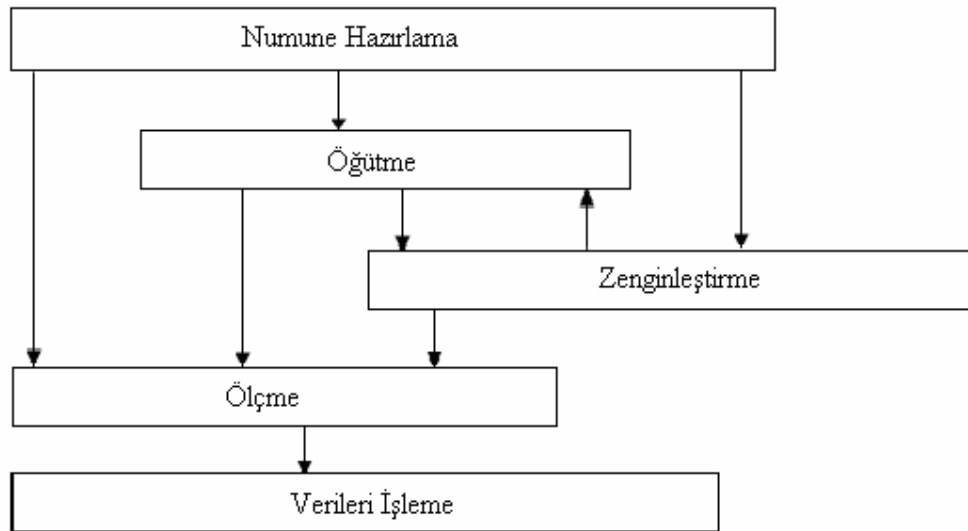 Numune Hazırlama
Öğütme
Zenginleştirme
Ölçme
Verileri İşleme